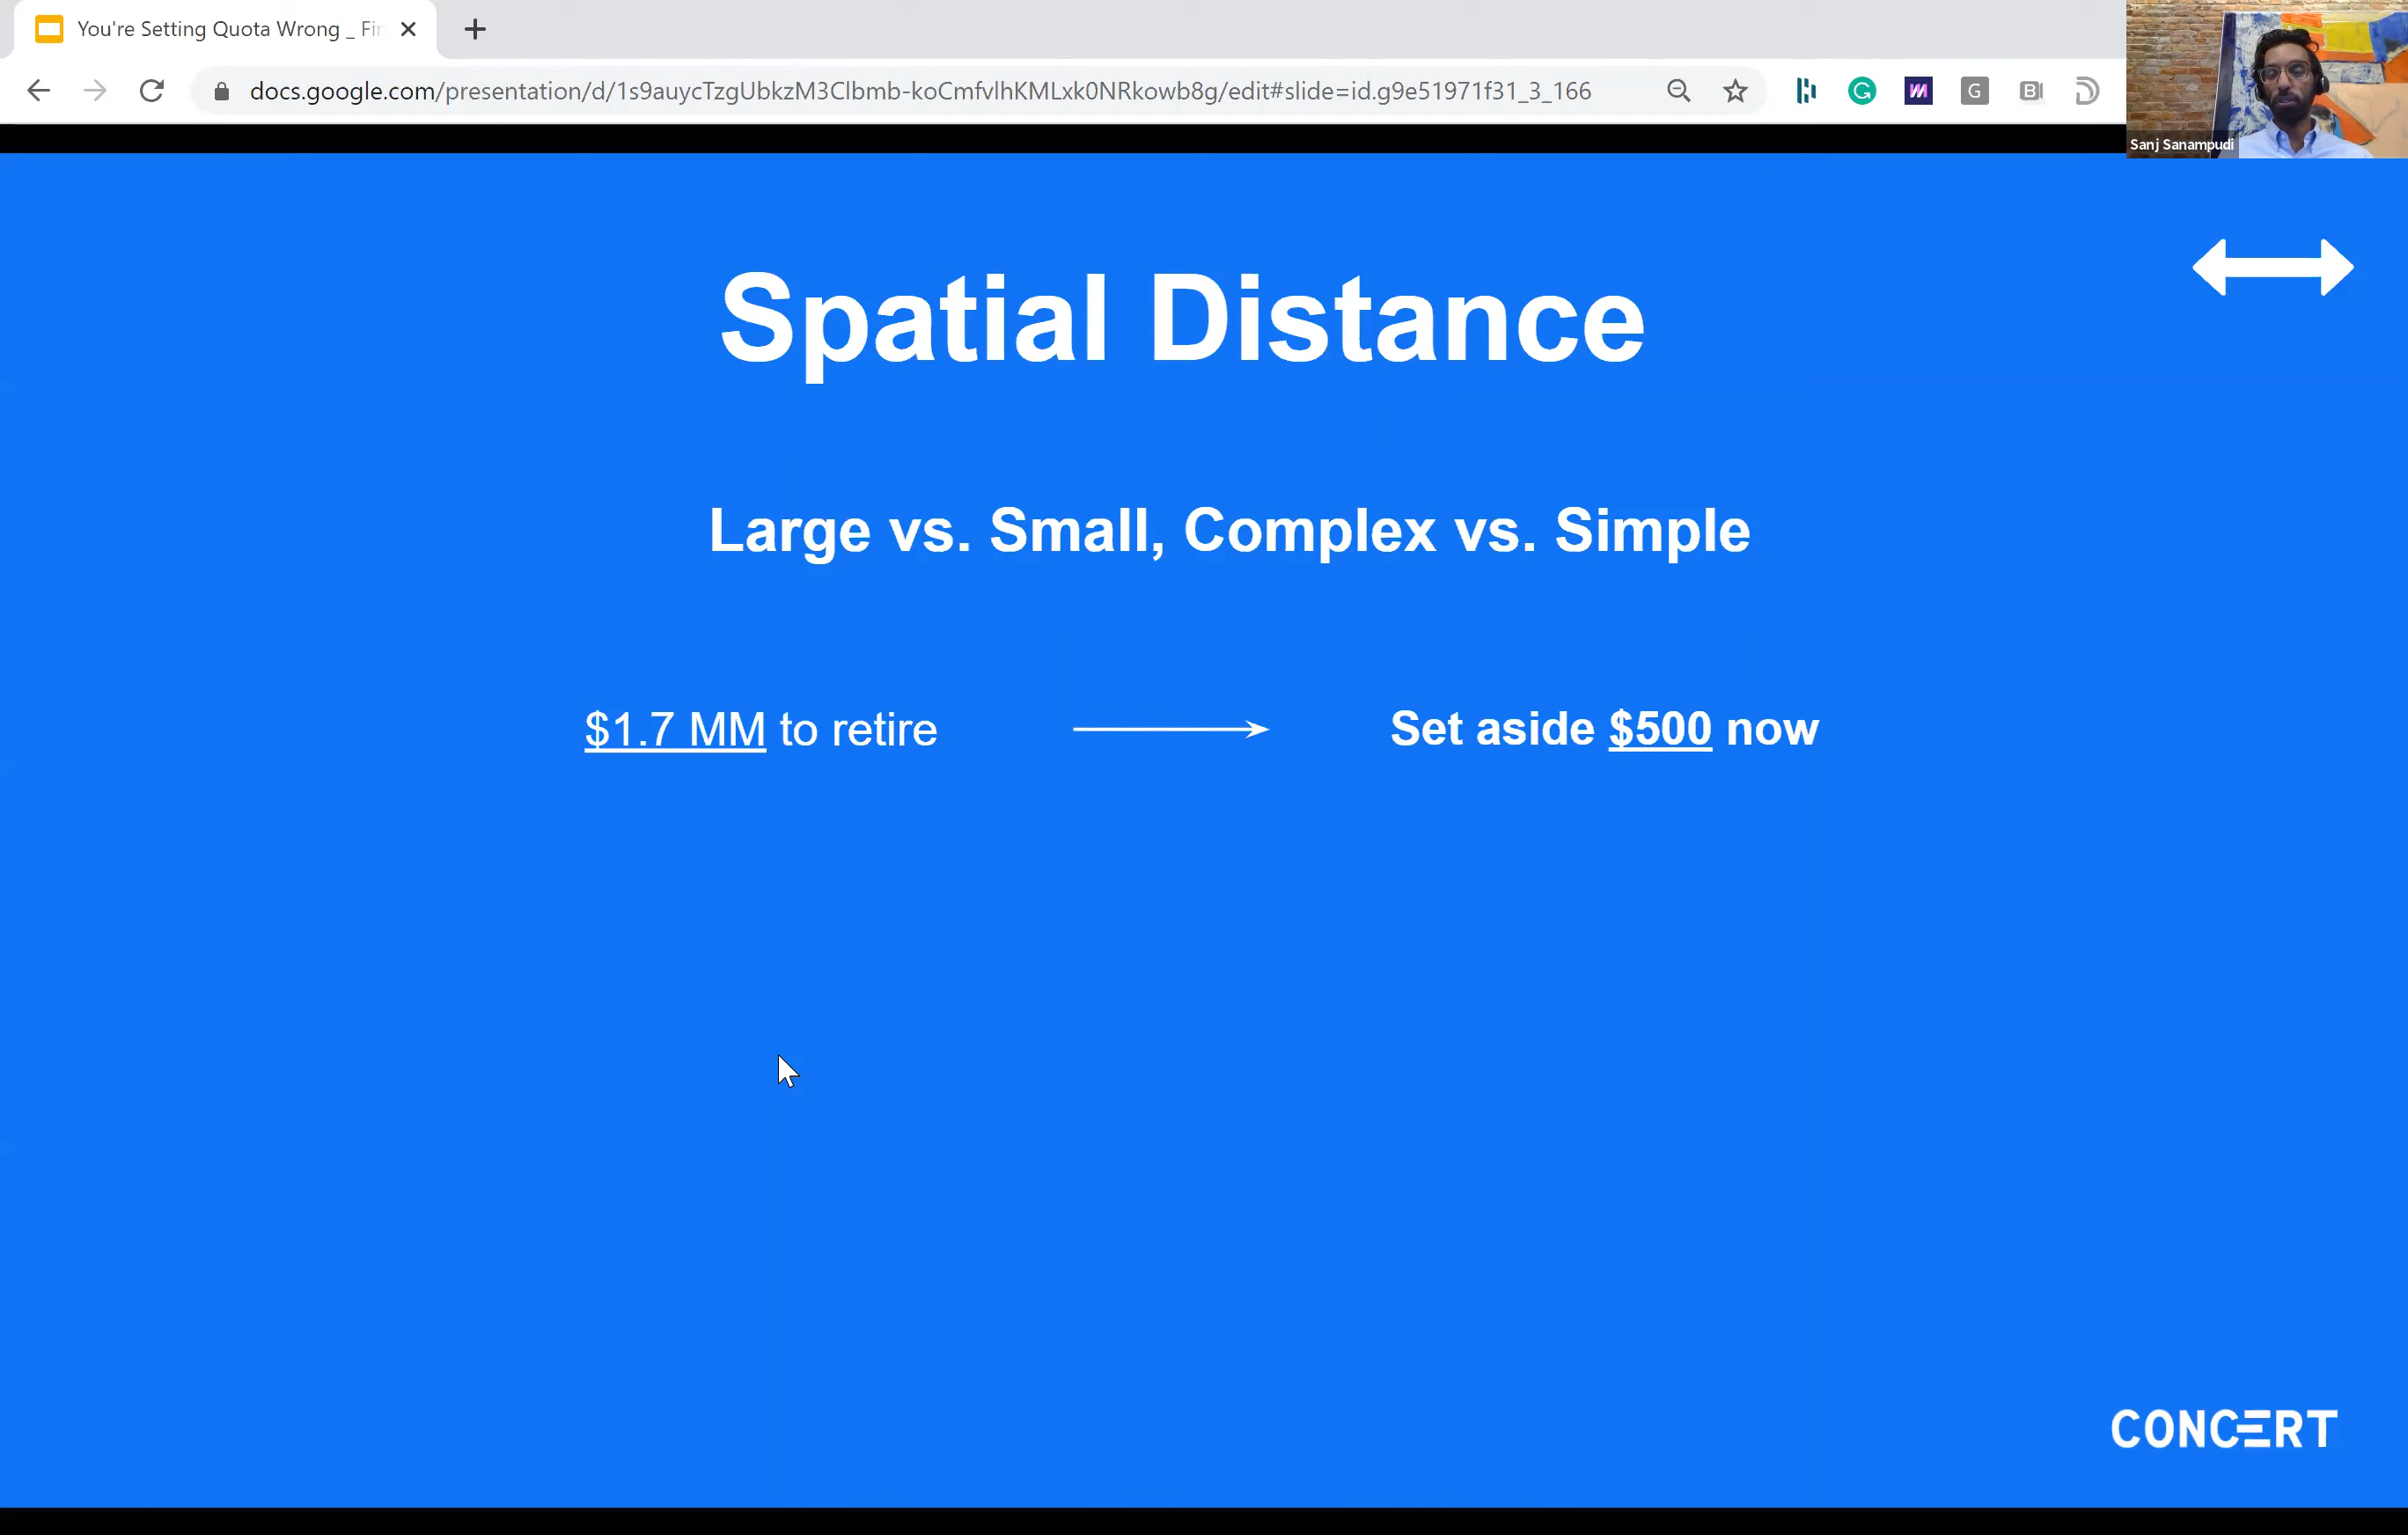 You're Setting Quota Wrong _ Fir
docs.google.com/presentation/d/1s9auycTzgUbkzM3Clbmb-koCmfvlhKMLxk0NRkowb8g/edit#slide=id.g9e51971f31_3_166
Sanj Sanampudi
Spatial Distance
Large vs. Small, Complex vs. Simple
$1.7 MM to retire
Set aside $500 now
CONCERT